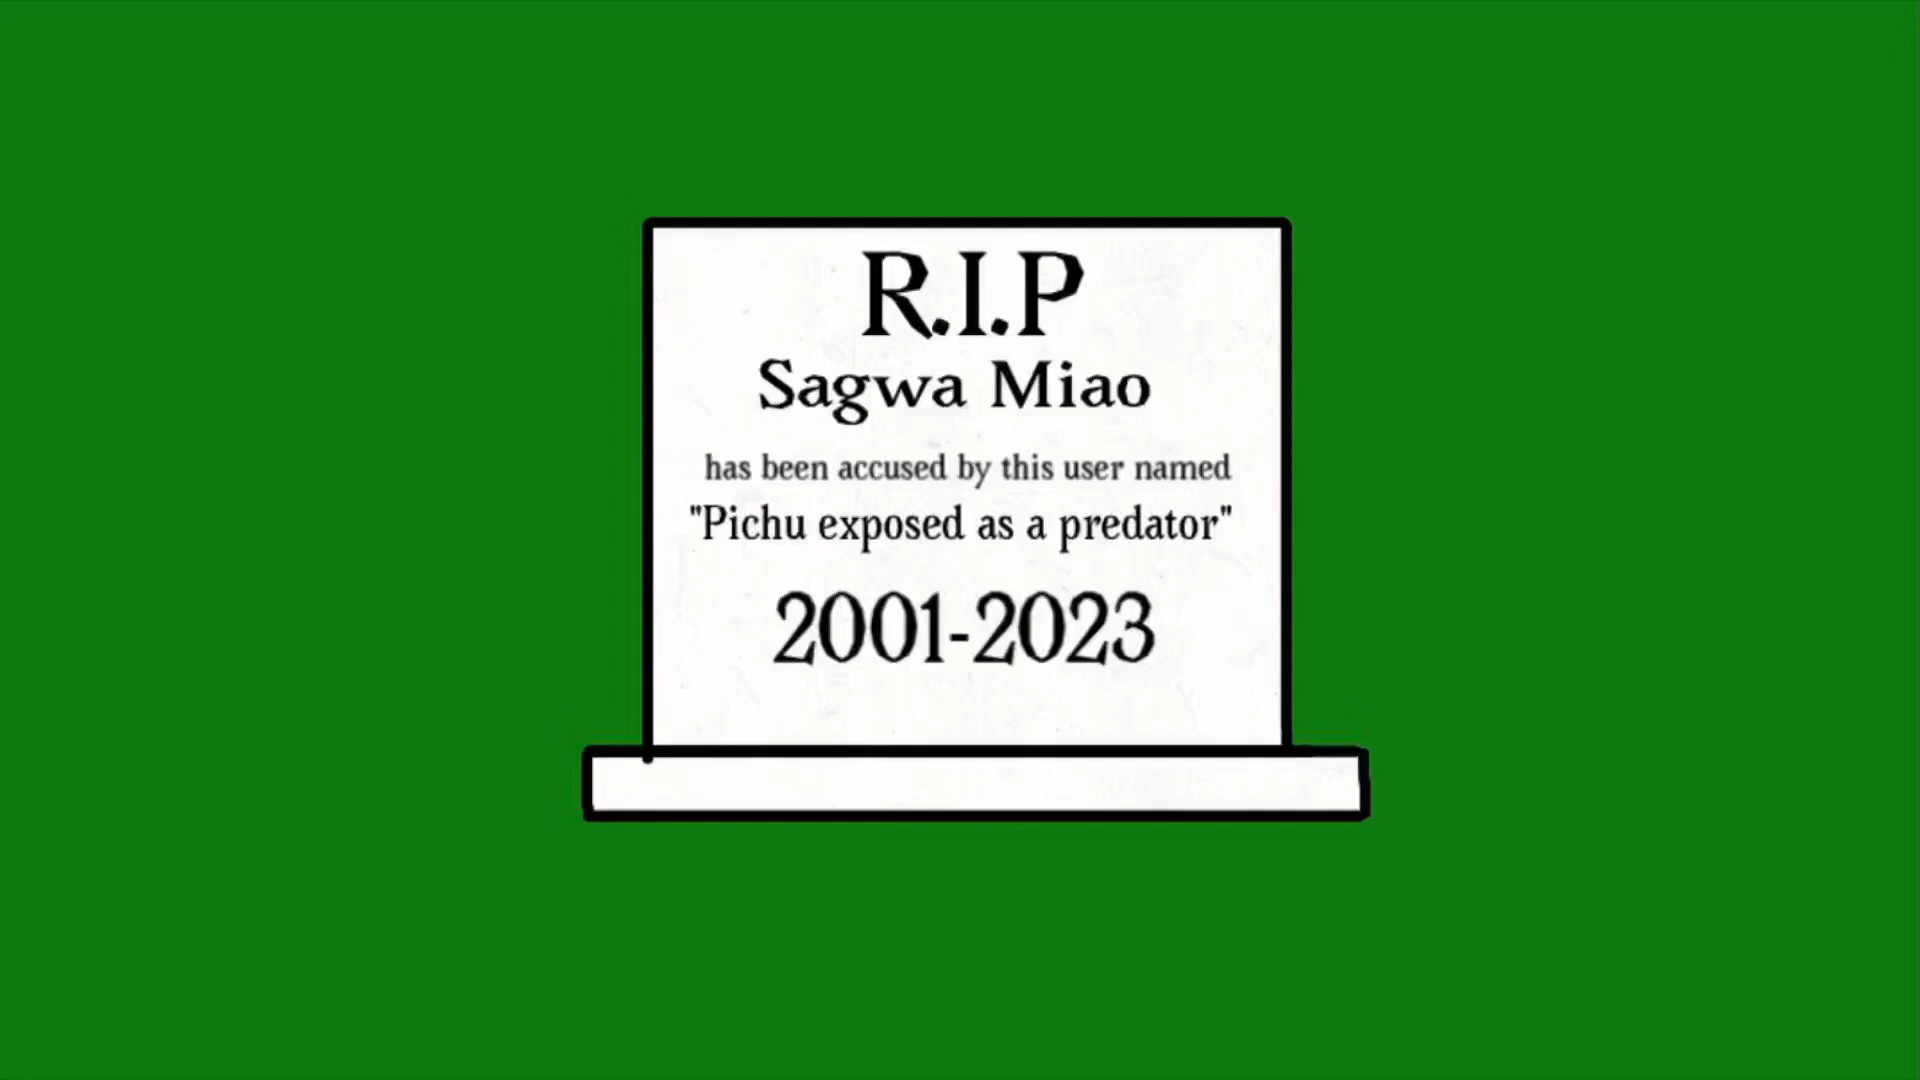 R.I.P
Sagwa Miao
has been accused by this user named
"Pichu exposed as a predator"
2001-2023